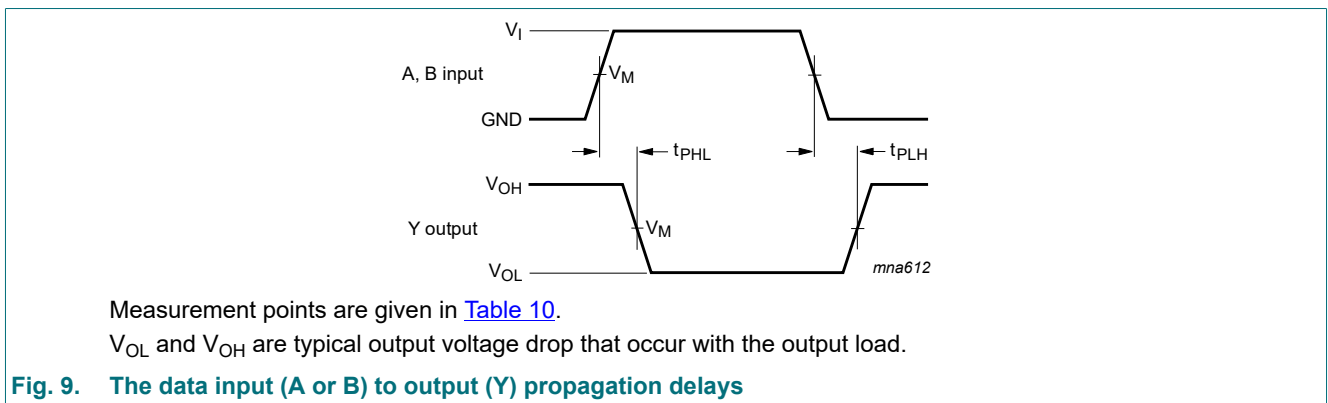 V_I
A, B input
V_M
GND
t_PHL
t_PLH
V_OH
Y output
V_M
V_OL
mna612
Measurement points are given in Table 10.
V_OL and V_OH are typical output voltage drop that occur with the output load.
Fig. 9. The data input (A or B) to output (Y) propagation delays